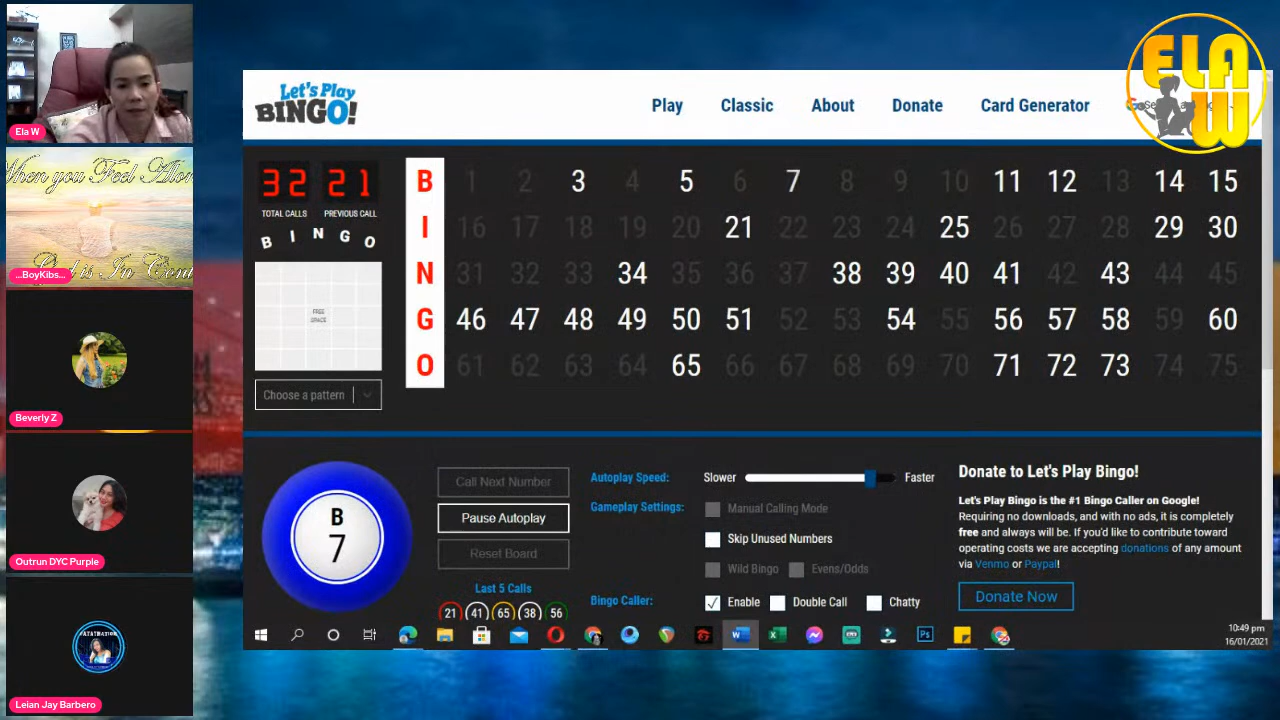 Ela W
When you Feel Alon
God is In Cont
...BoyKibs...
Beverly Z
Outrun DYC Purple
Leian Jay Barbero
ELA
W
Let's Play
BINGO!
Play Classic About Donate Card Generator
32 21
TOTAL CALLS PREVIOUS CALL
B I N G O
FREE
SPACE
Choose a pattern
B 1 2 3 4 5 6 7 8 9 10 11 12 13 14 15
I 16 17 18 19 20 21 22 23 24 25 26 27 28 29 30
N 31 32 33 34 35 36 37 38 39 40 41 42 43 44 45
G 46 47 48 49 50 51 52 53 54 55 56 57 58 59 60
O 61 62 63 64 65 66 67 68 69 70 71 72 73 74 75
B
7
Call Next Number
Pause Autoplay
Reset Board
Last 5 Calls
21 41 65 38 56
Autoplay Speed: Slower Faster
Gameplay Settings: Manual Calling Mode
Skip Unused Numbers
Wild Bingo Evens/Odds
Bingo Caller: Enable Double Call Chatty
Donate to Let's Play Bingo!
Let's Play Bingo is the #1 Bingo Caller on Google!
Requiring no downloads, and with no ads, it is completely
free and always will be. If you'd like to contribute toward
operating costs we are accepting donations of any amount
via Venmo or Paypal!
Donate Now
10:49 pm
16/01/2021